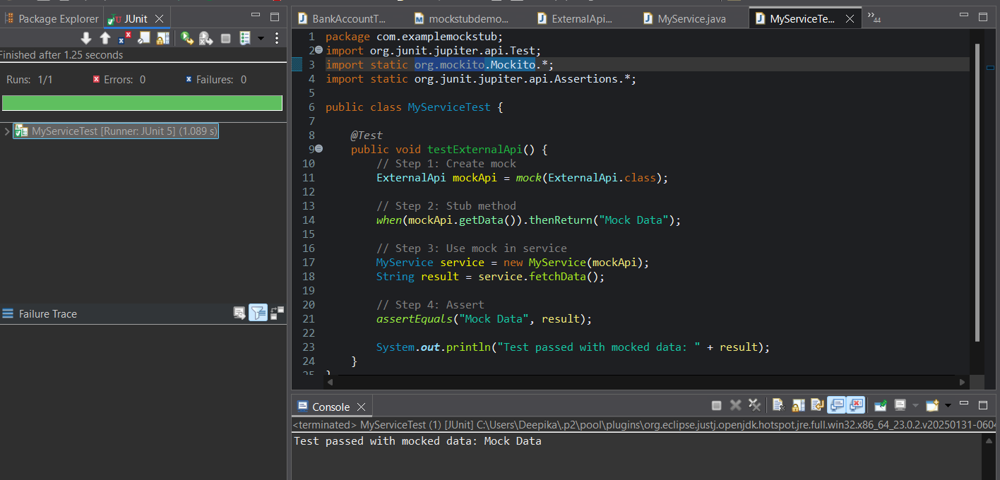 Package Explorer
JUnit
Finished after 1.25 seconds
Runs: 1/1
Errors: 0
Failures: 0
MyServiceTest [Runner: JUnit 5] (1.089 s)
Failure Trace
BankAccountT...
mockstubdemo...
ExternalApi...
MyService.java
MyServiceTe...
44
1 package com.examplemockstub;
2 import org.junit.jupiter.api.Test;
3 import static org.mockito.Mockito.*;
4 import static org.junit.jupiter.api.Assertions.*;
5
6 public class MyServiceTest {
7
8 @Test
9 public void testExternalApi() {
10 // Step 1: Create mock
11 ExternalApi mockApi = mock(ExternalApi.class);
12
13 // Step 2: Stub method
14 when(mockApi.getData()).thenReturn("Mock Data");
15
16 // Step 3: Use mock in service
17 MyService service = new MyService(mockApi);
18 String result = service.fetchData();
19
20 // Step 4: Assert
21 assertEquals("Mock Data", result);
22
23 System.out.println("Test passed with mocked data: " + result);
24 }
25 }
Console
<terminated> MyServiceTest (1) [JUnit] C:\Users\Deepika\.p2\pool\plugins\org.eclipse.justj.openjdk.hotspot.jre.full.win32.x86_64_23.0.2.v20250131-0604
Test passed with mocked data: Mock Data